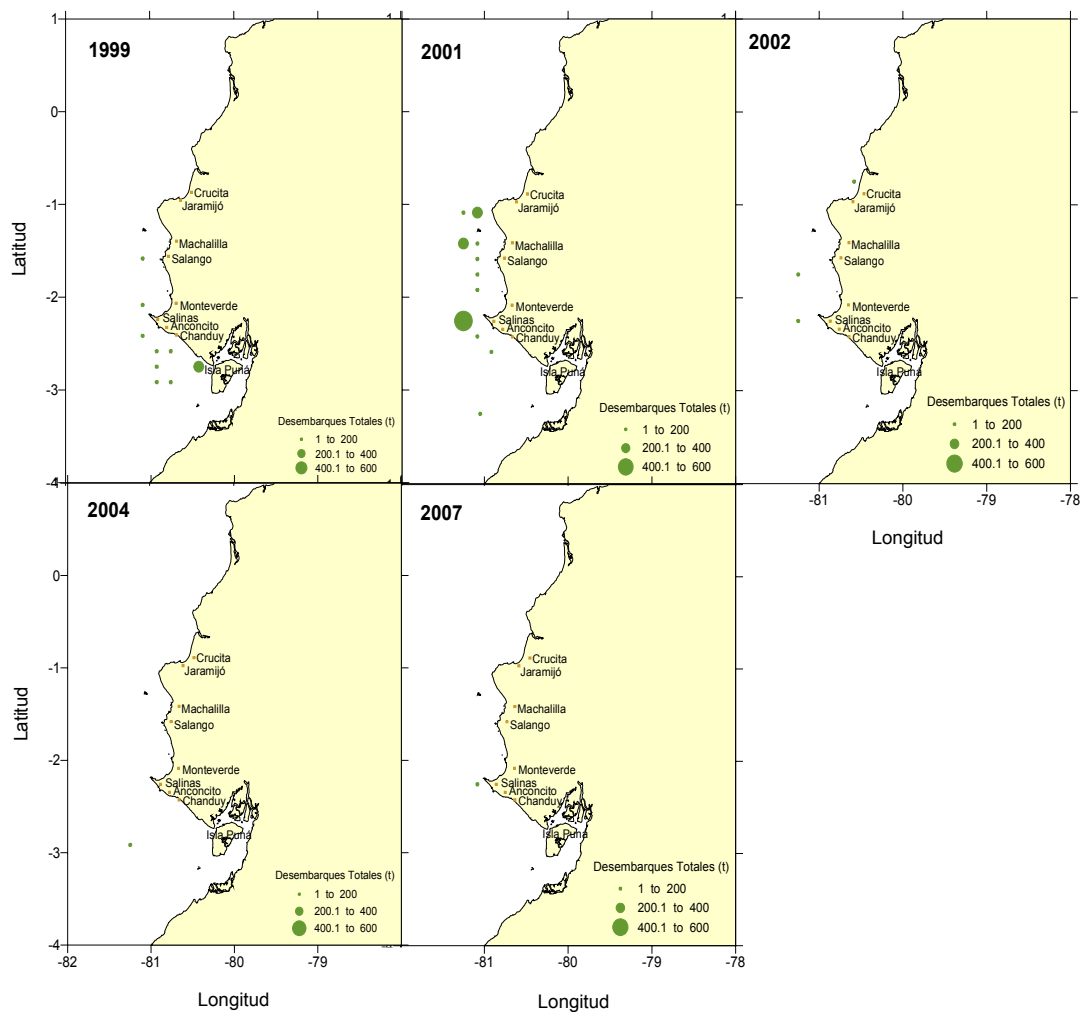 1
1999
2001
2002
0
-1
-2
-3
-4
Latitud
Crucita
Jaramijó
Machalilla
Salango
Monteverde
Salinas
Anconcito
Chanduy
Isla Puná
Desembarques Totales (t)
1 to 200
200.1 to 400
400.1 to 600
1
Crucita
Jaramijó
Machalilla
Salango
Monteverde
Salinas
Anconcito
Chanduy
Isla Puná
Desembarques Totales (t)
1 to 200
200.1 to 400
400.1 to 600
Crucita
Jaramijó
Machalilla
Salango
Monteverde
Salinas
Anconcito
Chanduy
Isla Puná
Desembarques Totales (t)
1 to 200
200.1 to 400
400.1 to 600
-81 -80 -79 -78
Longitud
2004
2007
0
-1
-2
-3
-4
Latitud
Crucita
Jaramijó
Machalilla
Salango
Monteverde
Salinas
Anconcito
Chanduy
Isla Puná
Desembarques Totales (t)
1 to 200
200.1 to 400
400.1 to 600
-82 -81 -80 -79
Longitud
Crucita
Jaramijó
Machalilla
Salango
Monteverde
Salinas
Anconcito
Chanduy
Isla Puná
Desembarques Totales (t)
1 to 200
200.1 to 400
400.1 to 600
-81 -80 -79 -78
Longitud